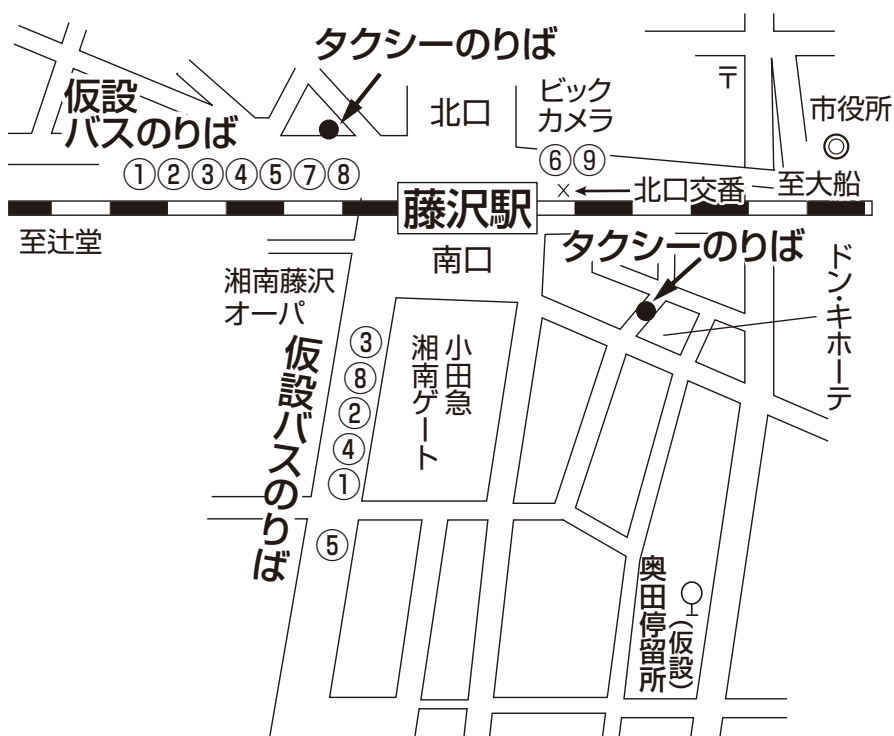 タクシーのりば
仮設
バスのりば
①②③④⑤⑦⑧
北口
ビック
カメラ
⑥⑨
〒
市役所
北口交番
至大船
藤沢駅
至辻堂
南口
タクシーのりば
湘南藤沢
オーパ
ドン・キホーテ
仮設バスのりば
③
⑧
②
④
①
⑤
小田急
湘南ゲート
奥田停留所
(仮設)